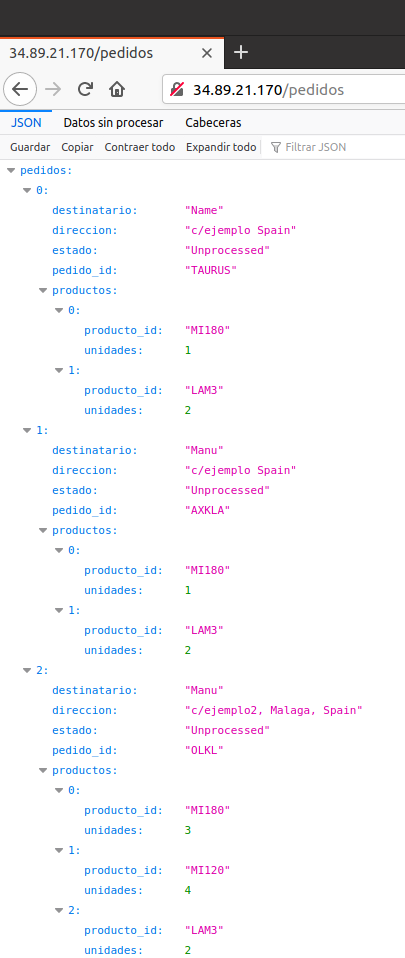 34.89.21.170/pedidos
34.89.21.170/pedidos
JSON Datos sin procesar Cabeceras
Guardar Copiar Contraer todo Expandir todo Filtrar JSON
pedidos:
0:
destinatario: "Name"
direccion: "c/ejemplo Spain"
estado: "Unprocessed"
pedido_id: "TAURUS"
productos:
0:
producto_id: "MI180"
unidades: 1
1:
producto_id: "LAM3"
unidades: 2
1:
destinatario: "Manu"
direccion: "c/ejemplo Spain"
estado: "Unprocessed"
pedido_id: "AXKLA"
productos:
0:
producto_id: "MI180"
unidades: 1
1:
producto_id: "LAM3"
unidades: 2
2:
destinatario: "Manu"
direccion: "c/ejemplo2, Malaga, Spain"
estado: "Unprocessed"
pedido_id: "OLKL"
productos:
0:
producto_id: "MI180"
unidades: 3
1:
producto_id: "MI120"
unidades: 4
2:
producto_id: "LAM3"
unidades: 2